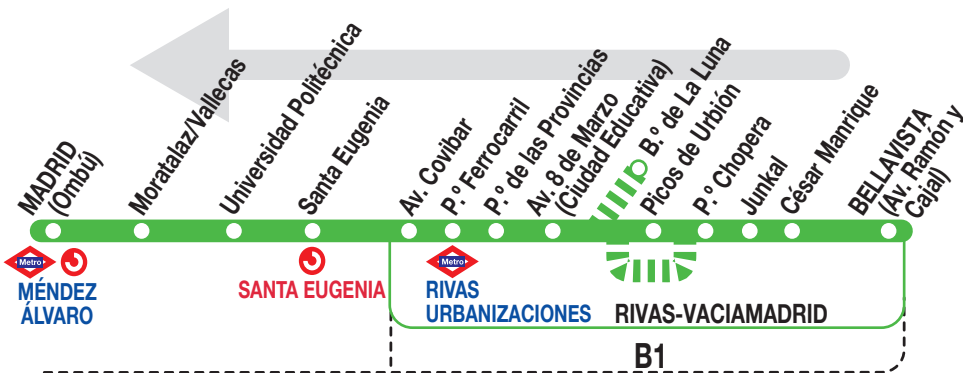 MADRID
(Ombú)
Moratalaz/Vallecas
Universidad Politécnica
Santa Eugenia
Av. Covibar
P.º Ferrocarril
P.º de las Provincias
Av. 8 de Marzo
(Ciudad Educativa)
B.º de La Luna
Picos de Urbión
P.º Chopera
Junkal
César Manrique
BELLAVISTA
(Av. Ramón y
Cajal)
Metro
MÉNDEZ
ÁLVARO
SANTA EUGENIA
Metro
RIVAS
URBANIZACIONES
RIVAS-VACIAMADRID
B1